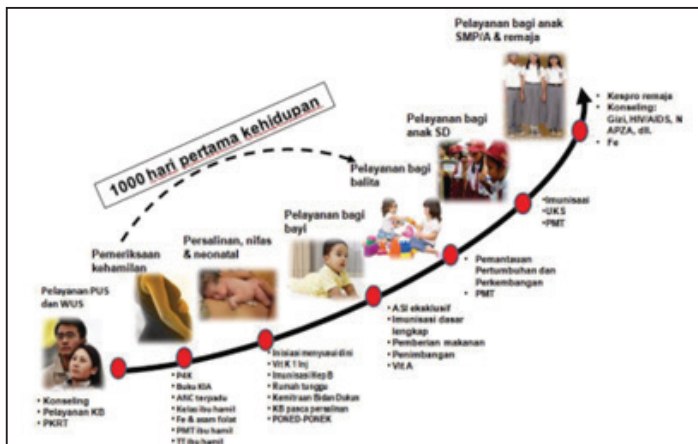 1000 hari pertama kehidupan
Pelayanan PUS
dan WUS
• Konseling
• Pelayanan KB
• PKRT
Pemeriksaan
kehamilan
• P4K
• Buku KIA
• ANC terpadu
• Kelas ibu hamil
• Fe & asam folat
• PMT ibu hamil
• TT ibu hamil
Persalinan, nifas
& neonatal
• Inisiasi menyusui dini
• Vit K 1 Inj
• Imunisasi Hep B
• Rumah tunggu
• Kemitraan Bidan Dukun
• KB pasca persalinan
• PONED-PONEK
Pelayanan bagi
bayi
• ASI eksklusif
• Imunisasi dasar
lengkap
• Pemberian makanan
• Penimbangan
• Vit A
Pelayanan bagi
balita
• Pemantauan
Pertumbuhan dan
Perkembangan
• PMT
Pelayanan bagi
anak SD
• Imunisaai
• UKS
• PMT
Pelayanan bagi anak
SMP/A & remaja
• Kespro remaja
• Konseling:
Gizi, HIV/AIDS, N
APZA, dll.
• Fe